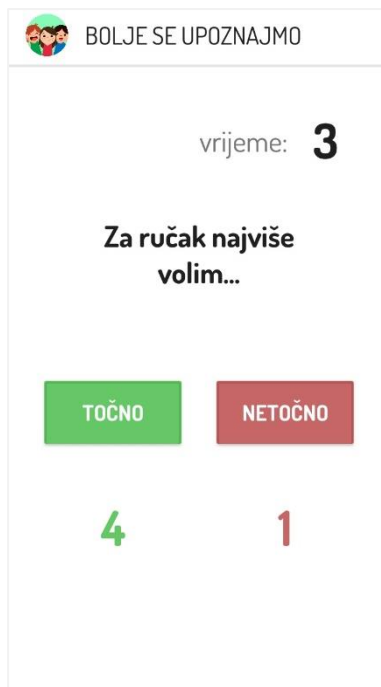 BOLJE SE UPOZNAJMO
vrijeme: 3
Za ručak najviše
volim...
TOČNO
NETOČNO
4
1